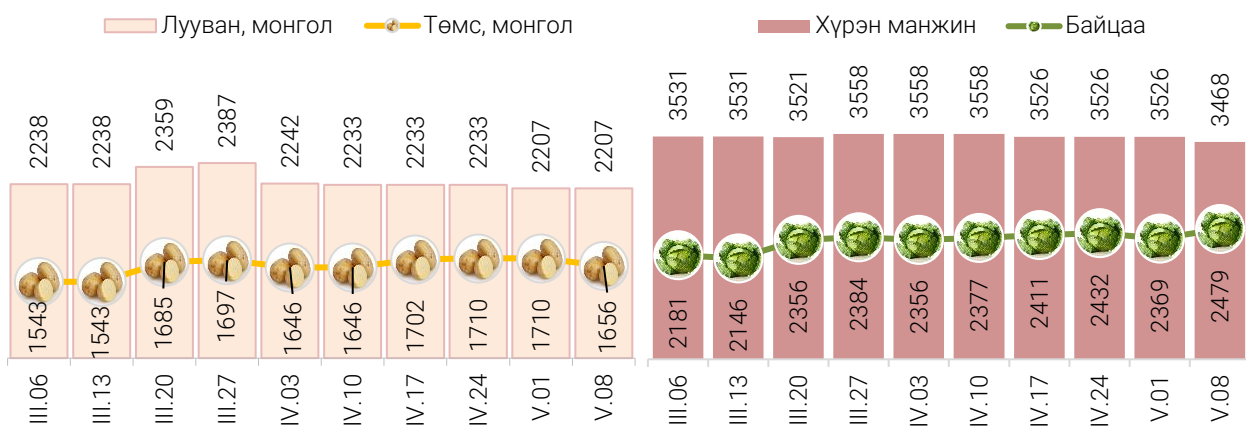 Лууван, монгол Төмс, монгол
2238 2238 2359 2387 2242 2233 2233 2233 2207 2207
1543 1543 1685 1697 1646 1646 1702 1710 1710 1656
III.06 III.13 III.20 III.27 IV.03 IV.10 IV.17 IV.24 V.01 V.08
Хүрэн манжин Байцаа
3531 3531 3521 3558 3558 3558 3526 3526 3526 3468
2181 2146 2356 2384 2356 2377 2411 2432 2369 2479
III.06 III.13 III.20 III.27 IV.03 IV.10 IV.17 IV.24 V.01 V.08